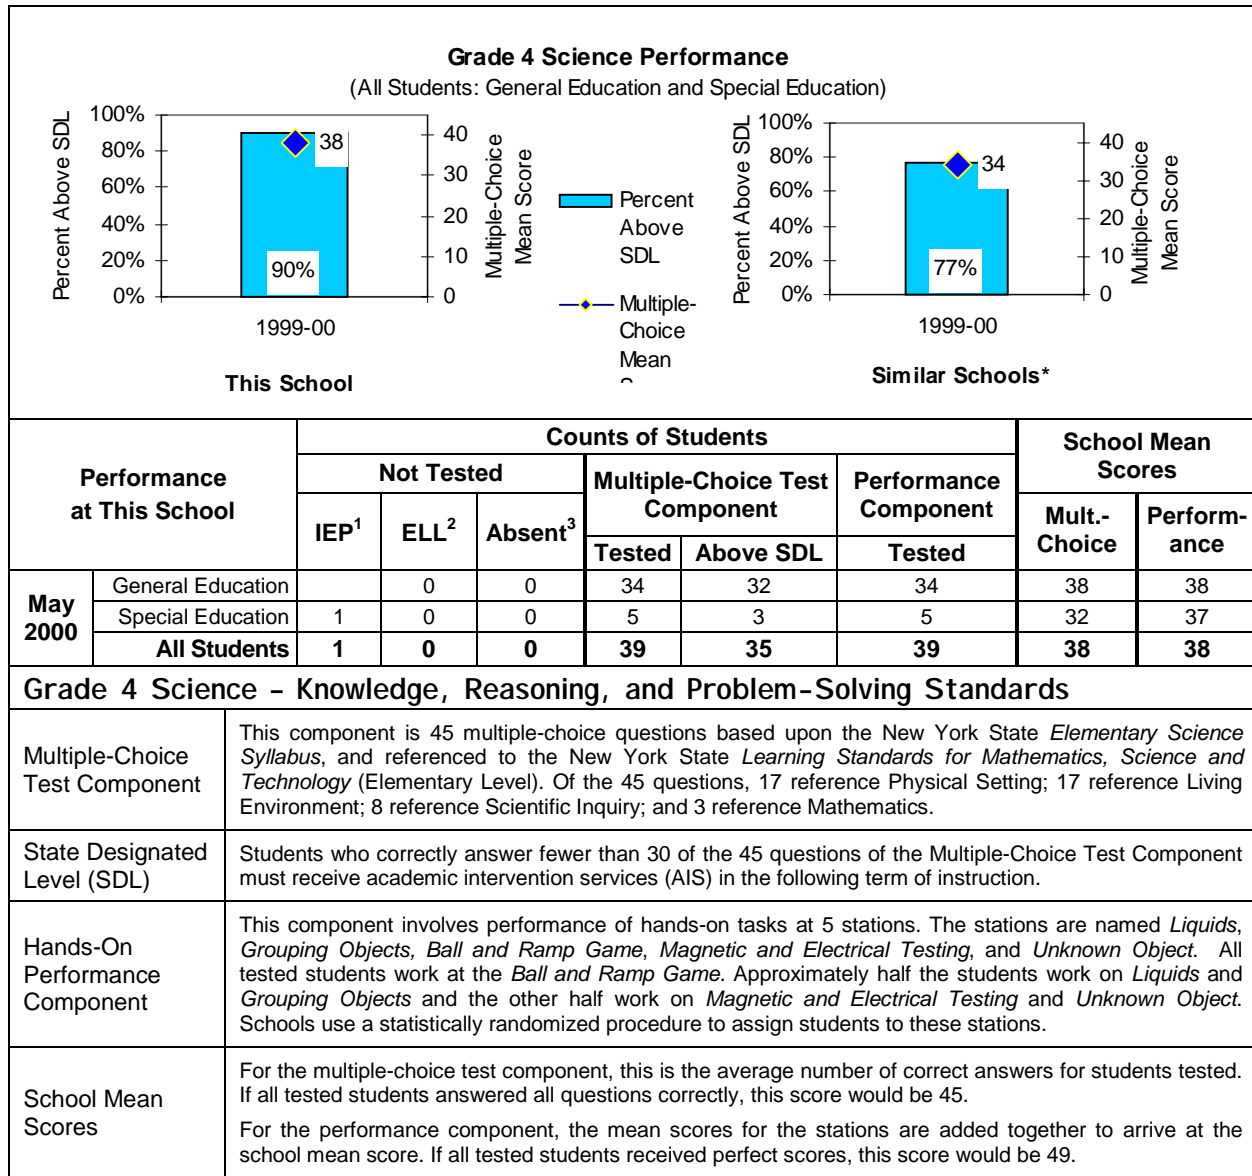 Grade 4 Science Performance
(All Students: General Education and Special Education)
Percent Above SDL
100%
80%
60%
40%
20%
0%
38
90%
40
30
20
10
0
Multiple-Choice
Mean Score
1999-00
This School
Percent
Above
SDL
Multiple-
Choice
Mean
Percent Above SDL
100%
80%
60%
40%
20%
0%
34
77%
40
30
20
10
0
Multiple-Choice
Mean Score
1999-00
Similar Schools*
Performance
at This School
Counts of Students
School Mean
Scores
Not Tested
Multiple-Choice Test
Component
Performance
Component
IEP1 ELL2 Absent3
Tested Above SDL Tested
Mult.-
Choice
Perform-
ance
May
2000
General Education 0 0 34 32 34 38 38
Special Education 1 0 0 5 3 5 32 37
All Students 1 0 0 39 35 39 38 38
Grade 4 Science – Knowledge, Reasoning, and Problem-Solving Standards
Multiple-Choice
Test Component
This component is 45 multiple-choice questions based upon the New York State Elementary Science
Syllabus, and referenced to the New York State Learning Standards for Mathematics, Science and
Technology (Elementary Level). Of the 45 questions, 17 reference Physical Setting; 17 reference Living
Environment; 8 reference Scientific Inquiry; and 3 reference Mathematics.
State Designated
Level (SDL)
Students who correctly answer fewer than 30 of the 45 questions of the Multiple-Choice Test Component
must receive academic intervention services (AIS) in the following term of instruction.
Hands-On
Performance
Component
This component involves performance of hands-on tasks at 5 stations. The stations are named Liquids,
Grouping Objects, Ball and Ramp Game, Magnetic and Electrical Testing, and Unknown Object. All
tested students work at the Ball and Ramp Game. Approximately half the students work on Liquids and
Grouping Objects and the other half work on Magnetic and Electrical Testing and Unknown Object.
Schools use a statistically randomized procedure to assign students to these stations.
School Mean
Scores
For the multiple-choice test component, this is the average number of correct answers for students tested.
If all tested students answered all questions correctly, this score would be 45.
For the performance component, the mean scores for the stations are added together to arrive at the
school mean score. If all tested students received perfect scores, this score would be 49.